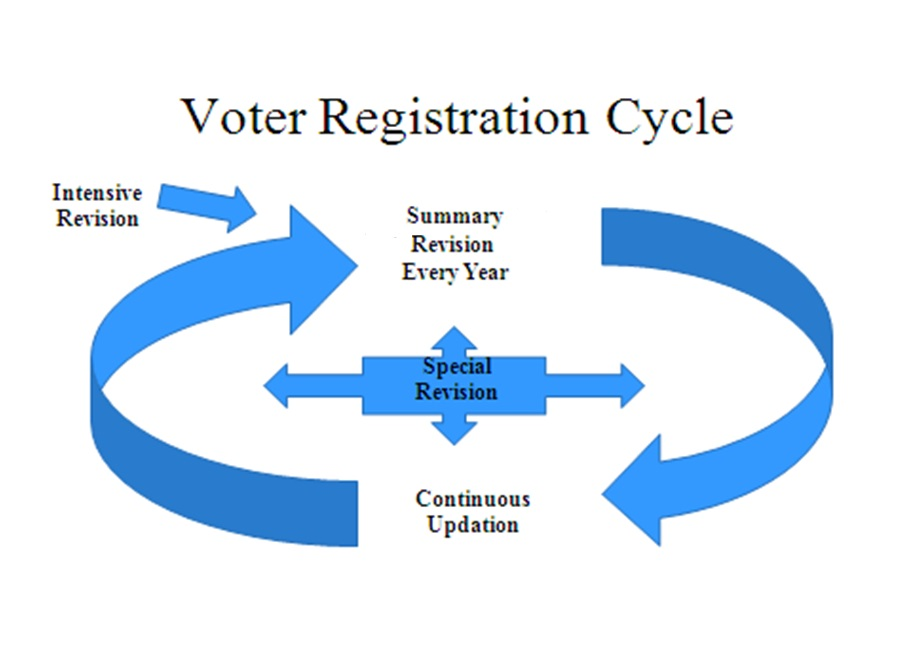 Voter Registration Cycle
Intensive
Revision
Summary
Revision
Every Year
Special
Revision
Continuous
Updation